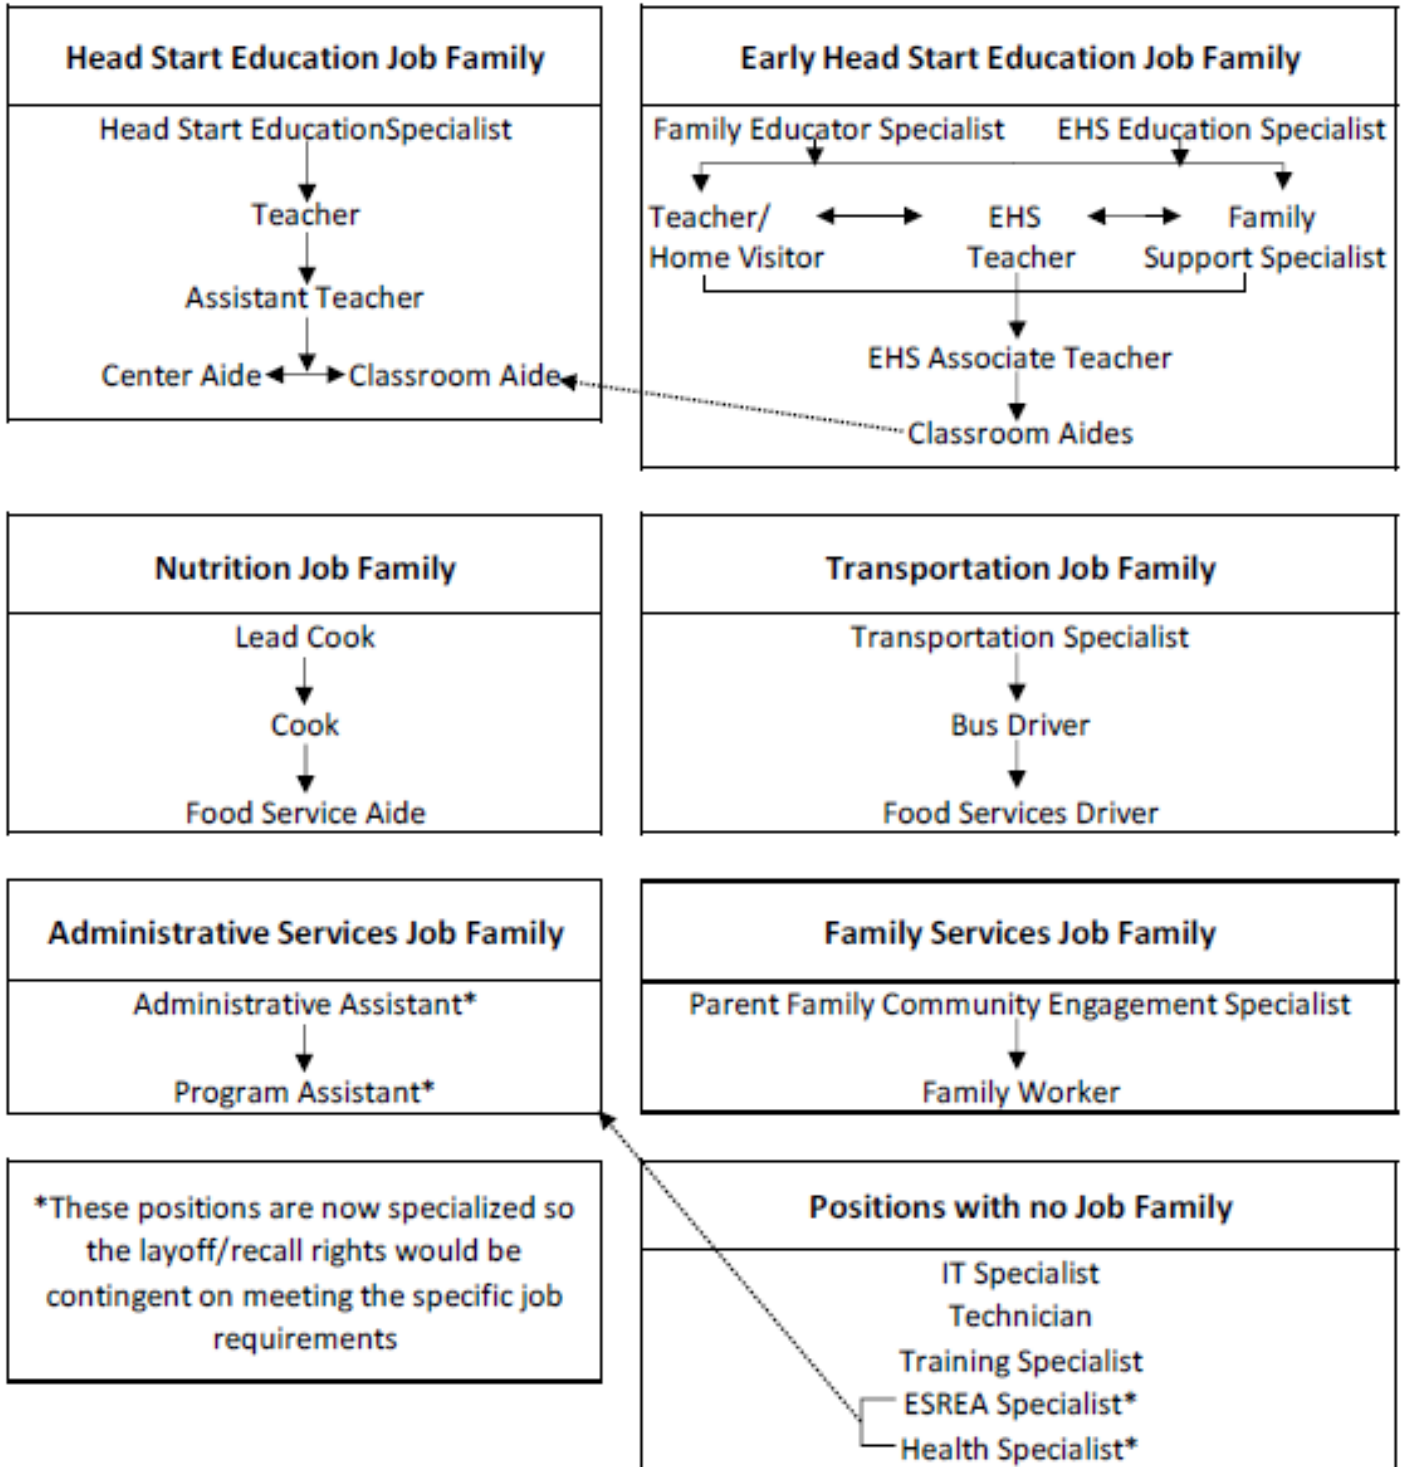 Head Start Education Job Family
Head Start EducationSpecialist
Teacher
Assistant Teacher
Center Aide Classroom Aide
Early Head Start Education Job Family
Family Educator Specialist EHS Education Specialist
Teacher/ EHS Family
Home Visitor Teacher Support Specialist
EHS Associate Teacher
Classroom Aides
Nutrition Job Family
Lead Cook
Cook
Food Service Aide
Transportation Job Family
Transportation Specialist
Bus Driver
Food Services Driver
Administrative Services Job Family
Administrative Assistant*
Program Assistant*
Family Services Job Family
Parent Family Community Engagement Specialist
Family Worker
*These positions are now specialized so
the layoff/recall rights would be
contingent on meeting the specific job
requirements
Positions with no Job Family
IT Specialist
Technician
Training Specialist
ESREA Specialist*
Health Specialist*